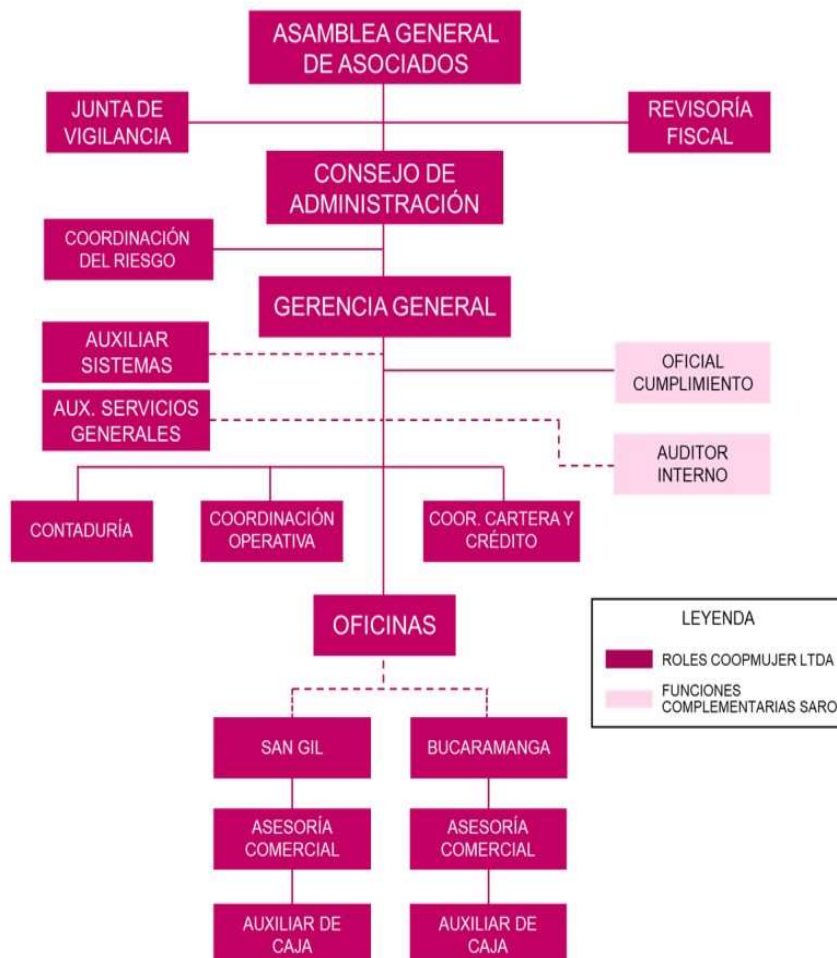 ASAMBLEA GENERAL
DE ASOCIADOS
JUNTA DE
VIGILANCIA
REVISORÍA
FISCAL
CONSEJO DE
ADMINISTRACIÓN
COORDINACIÓN
DEL RIESGO
GERENCIA GENERAL
AUXILIAR
SISTEMAS
OFICIAL
CUMPLIMIENTO
AUX. SERVICIOS
GENERALES
AUDITOR
INTERNO
CONTADURÍA
COORDINACIÓN
OPERATIVA
COOR. CARTERA Y
CRÉDITO
OFICINAS
LEYENDA
ROLES COOPMUJER LTDA
FUNCIONES
COMPLEMENTARIAS SARO
SAN GIL
BUCARAMANGA
ASESORÍA
COMERCIAL
ASESORÍA
COMERCIAL
AUXILIAR DE
CAJA
AUXILIAR DE
CAJA